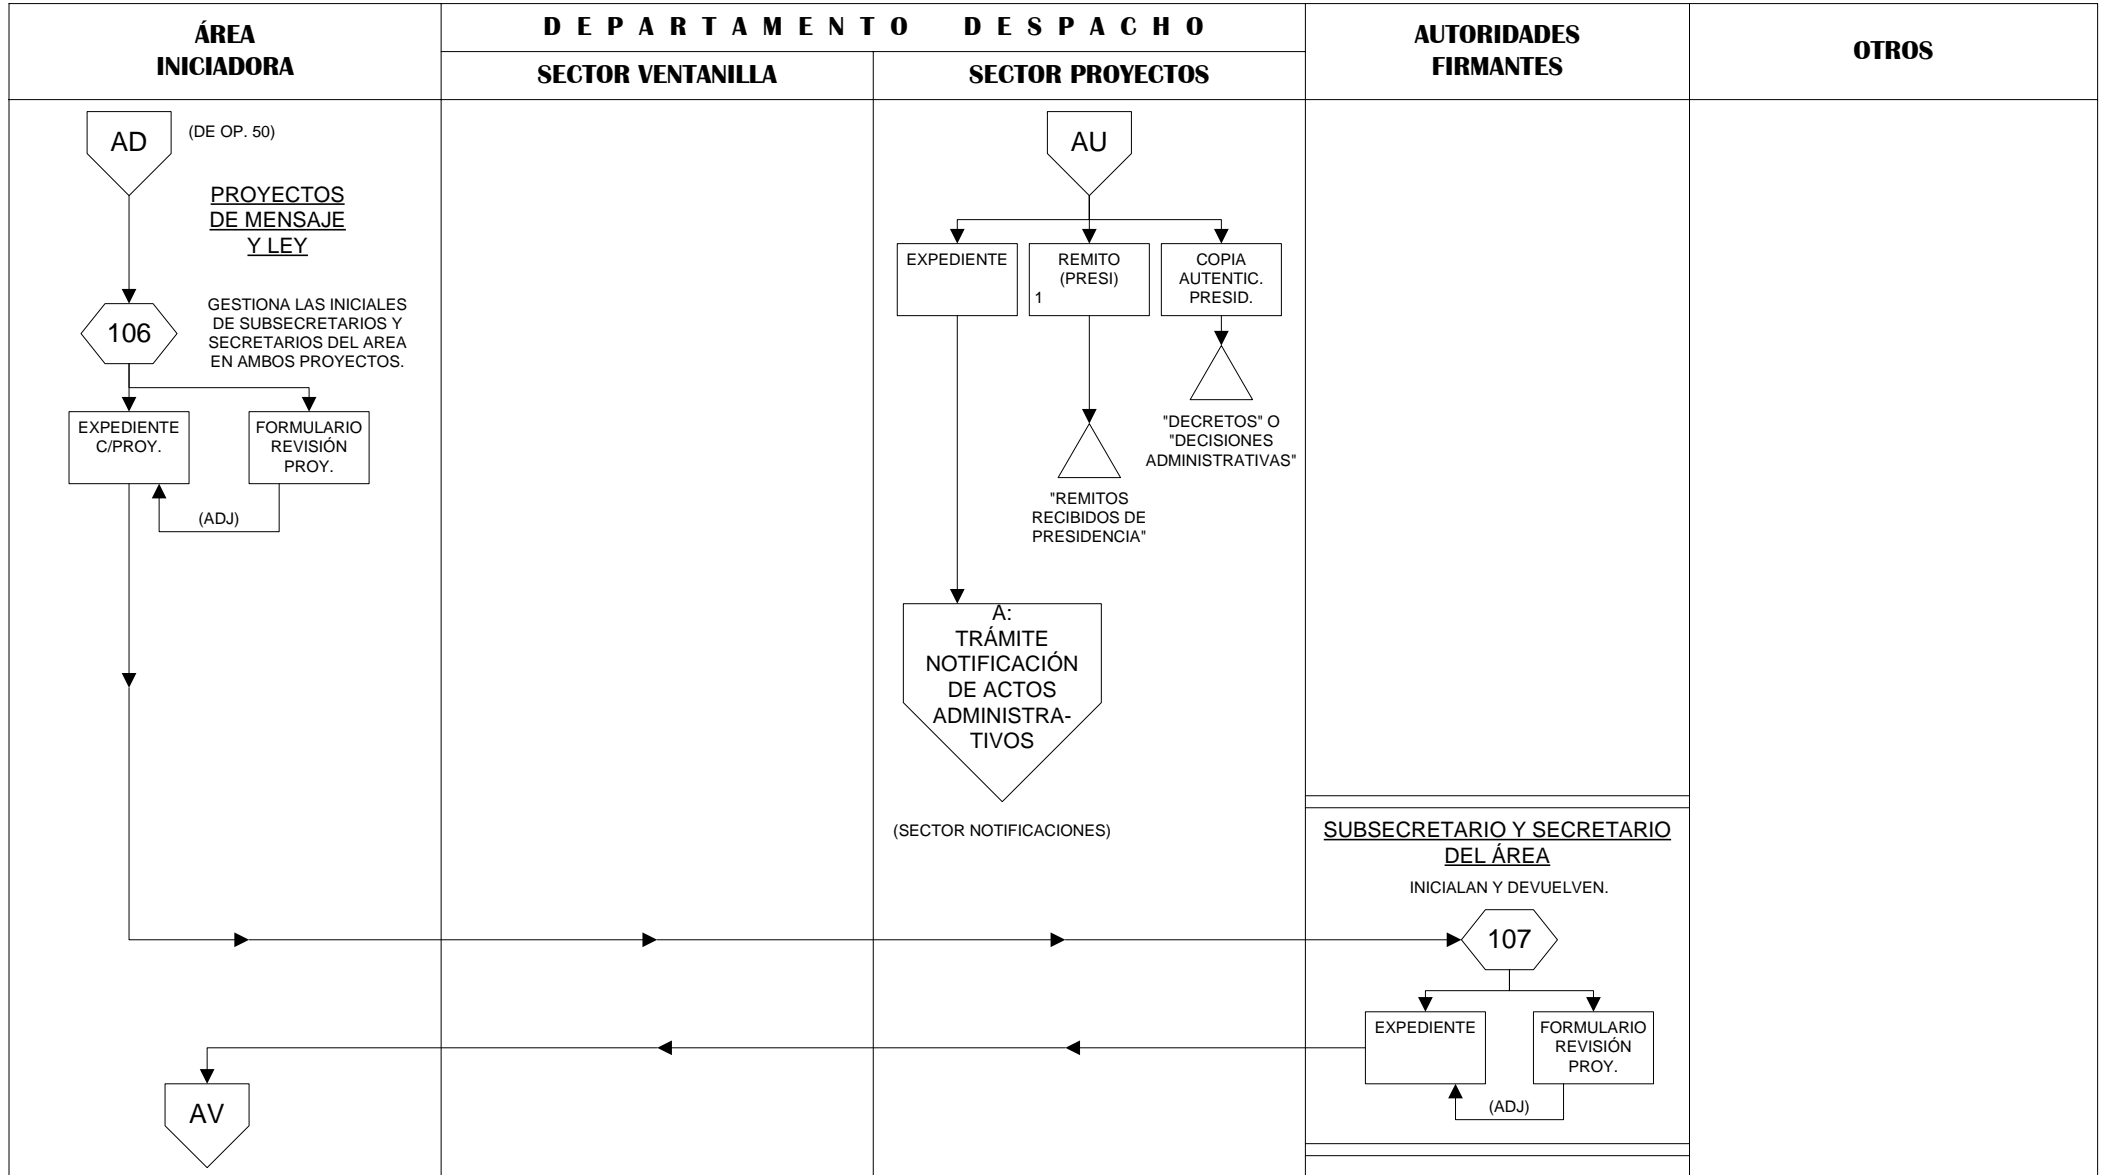 ÁREA
INICIADORA
DEPARTAMENTO DESPACHO
SECTOR VENTANILLA
SECTOR PROYECTOS
AUTORIDADES
FIRMANTES
OTROS
AD
(DE OP. 50)
PROYECTOS
DE MENSAJE
Y LEY
106
GESTIONA LAS INICIALES
DE SUBSECRETARIOS Y
SECRETARIOS DEL AREA
EN AMBOS PROYECTOS.
EXPEDIENTE
C/PROY.
FORMULARIO
REVISIÓN
PROY.
(ADJ)
AU
EXPEDIENTE
REMITO
(PRESI)
1
COPIA
AUTENTIC.
PRESID.
"DECRETOS" O
"DECISIONES
ADMINISTRATIVAS"
"REMITOS
RECIBIDOS DE
PRESIDENCIA"
A:
TRÁMITE
NOTIFICACIÓN
DE ACTOS
ADMINISTRA-
TIVOS
(SECTOR NOTIFICACIONES)
SUBSECRETARIO Y SECRETARIO
DEL ÁREA
INICIALAN Y DEVUELVEN.
107
EXPEDIENTE
FORMULARIO
REVISIÓN
PROY.
(ADJ)
AV